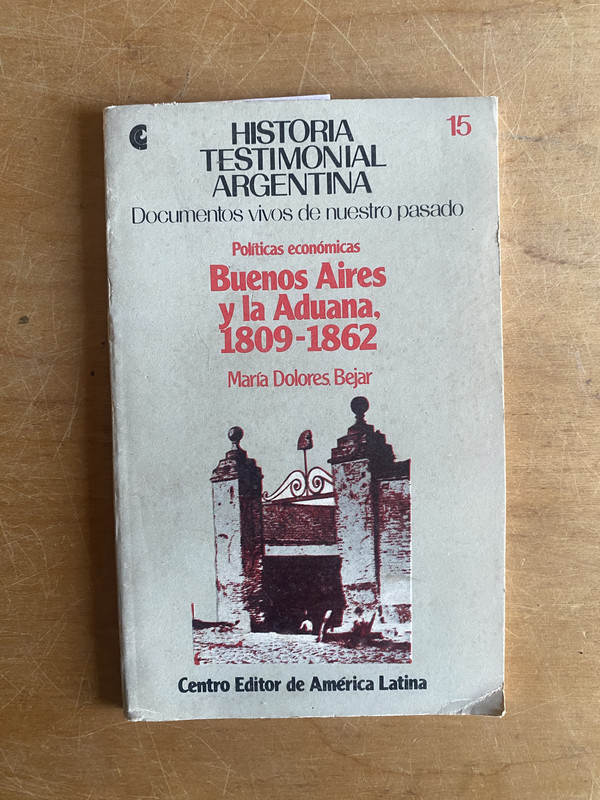 15
HISTORIA
TESTIMONIAL
ARGENTINA
Documentos vivos de nuestro pasado
Políticas económicas
Buenos Aires
y la Aduana,
1809-1862
María Dolores Bejar
Centro Editor de América Latina